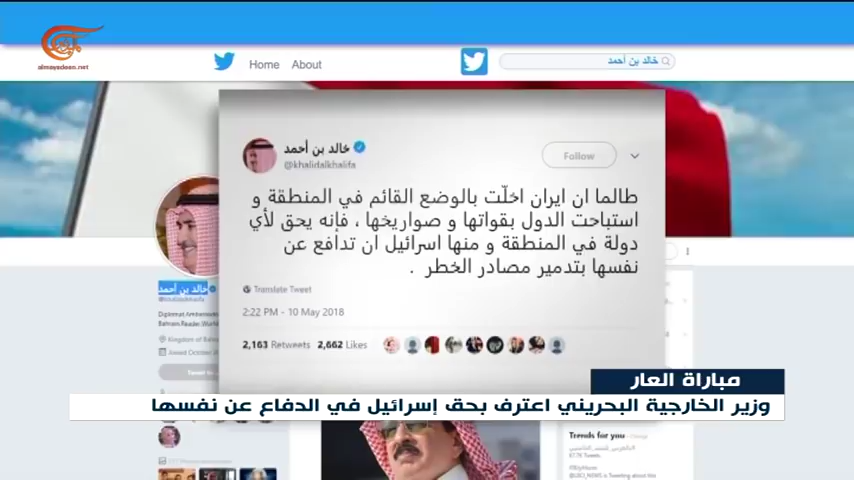 almayadeen.net
Home
About
خالد بن أحمد
خالد بن أحمد
@khalidalkhalifa
Follow
طالما ان ايران اخلّت بالوضع القائم في المنطقة و
استباحت الدول بقواتها و صواريخها ، فإنه يحق لأي
دولة في المنطقة و منها اسرائيل ان تدافع عن
نفسها بتدمير مصادر الخطر .
Translate Tweet
2:22 PM - 10 May 2018
2,163 Retweets 2,662 Likes
خالد بن أحمد
@khalidalkhalifa
مباراة العار
وزير الخارجية البحريني اعترف بحق إسرائيل في الدفاع عن نفسها
Trends for you